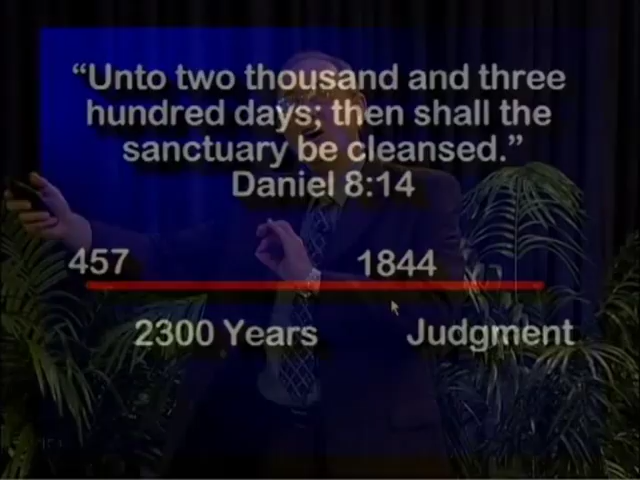 “Unto two thousand and three
hundred days; then shall the
sanctuary be cleansed.”
Daniel 8:14
457 1844
2300 Years Judgment